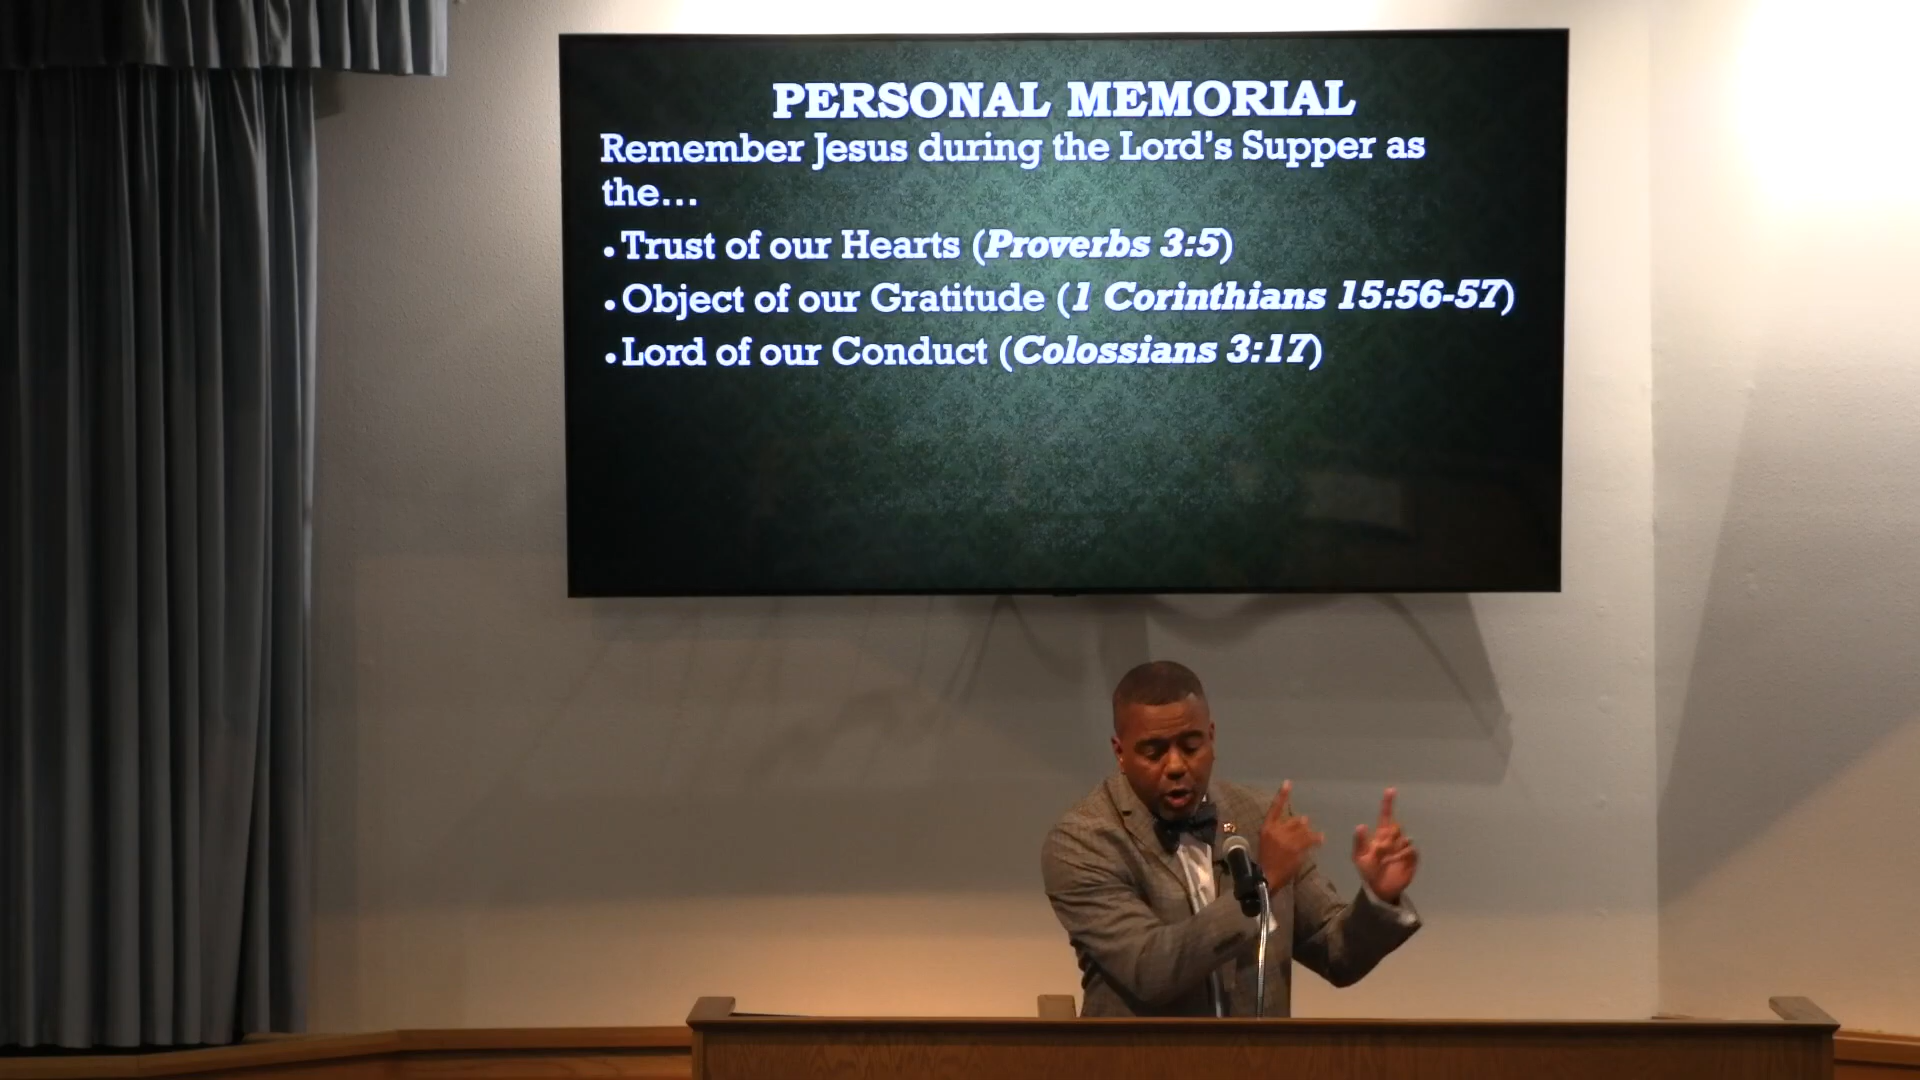 PERSONAL MEMORIAL
Remember Jesus during the Lord's Supper as
the...
• Trust of our Hearts (Proverbs 3:5)
• Object of our Gratitude (1 Corinthians 15:56-57)
• Lord of our Conduct (Colossians 3:17)